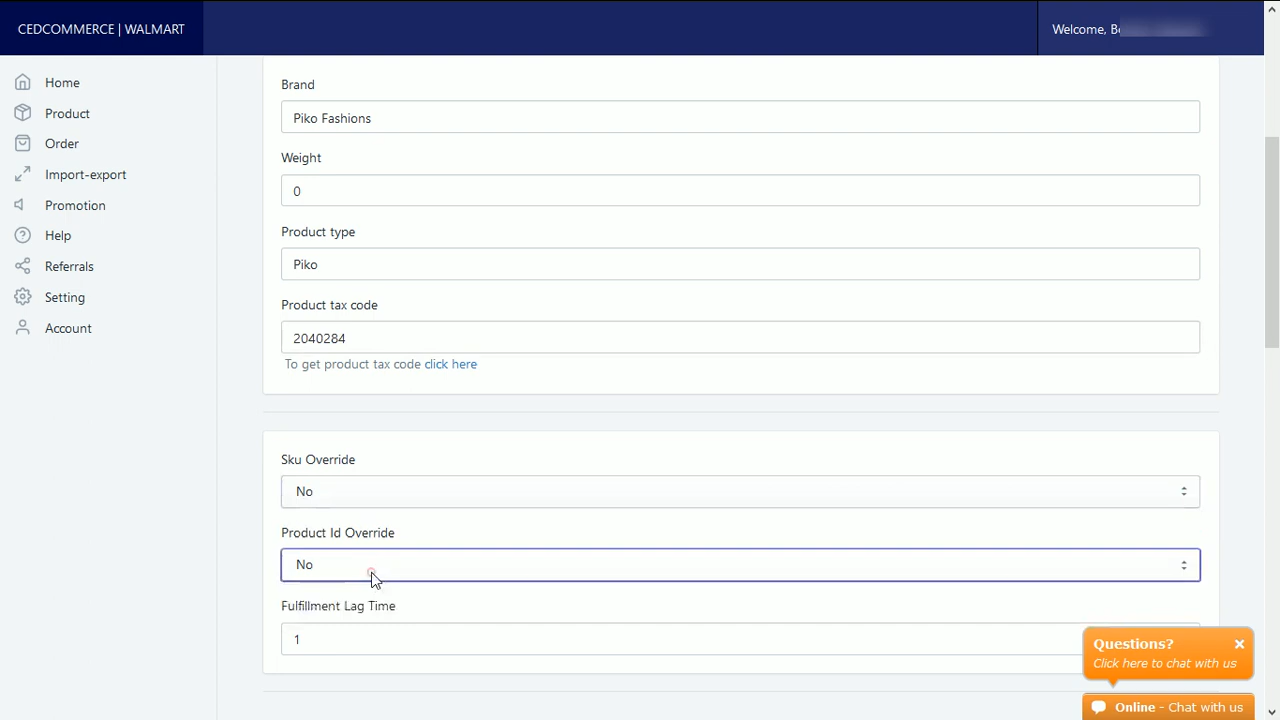 CEDCOMMERCE | WALMART
Welcome,
Home
Product
Order
Import-export
Promotion
Help
Referrals
Setting
Account
Brand
Piko Fashions
Weight
0
Product type
Piko
Product tax code
2040284
To get product tax code click here
Sku Override
No
Product Id Override
No
Fulfillment Lag Time
1
Questions?
Click here to chat with us
Online - Chat with us